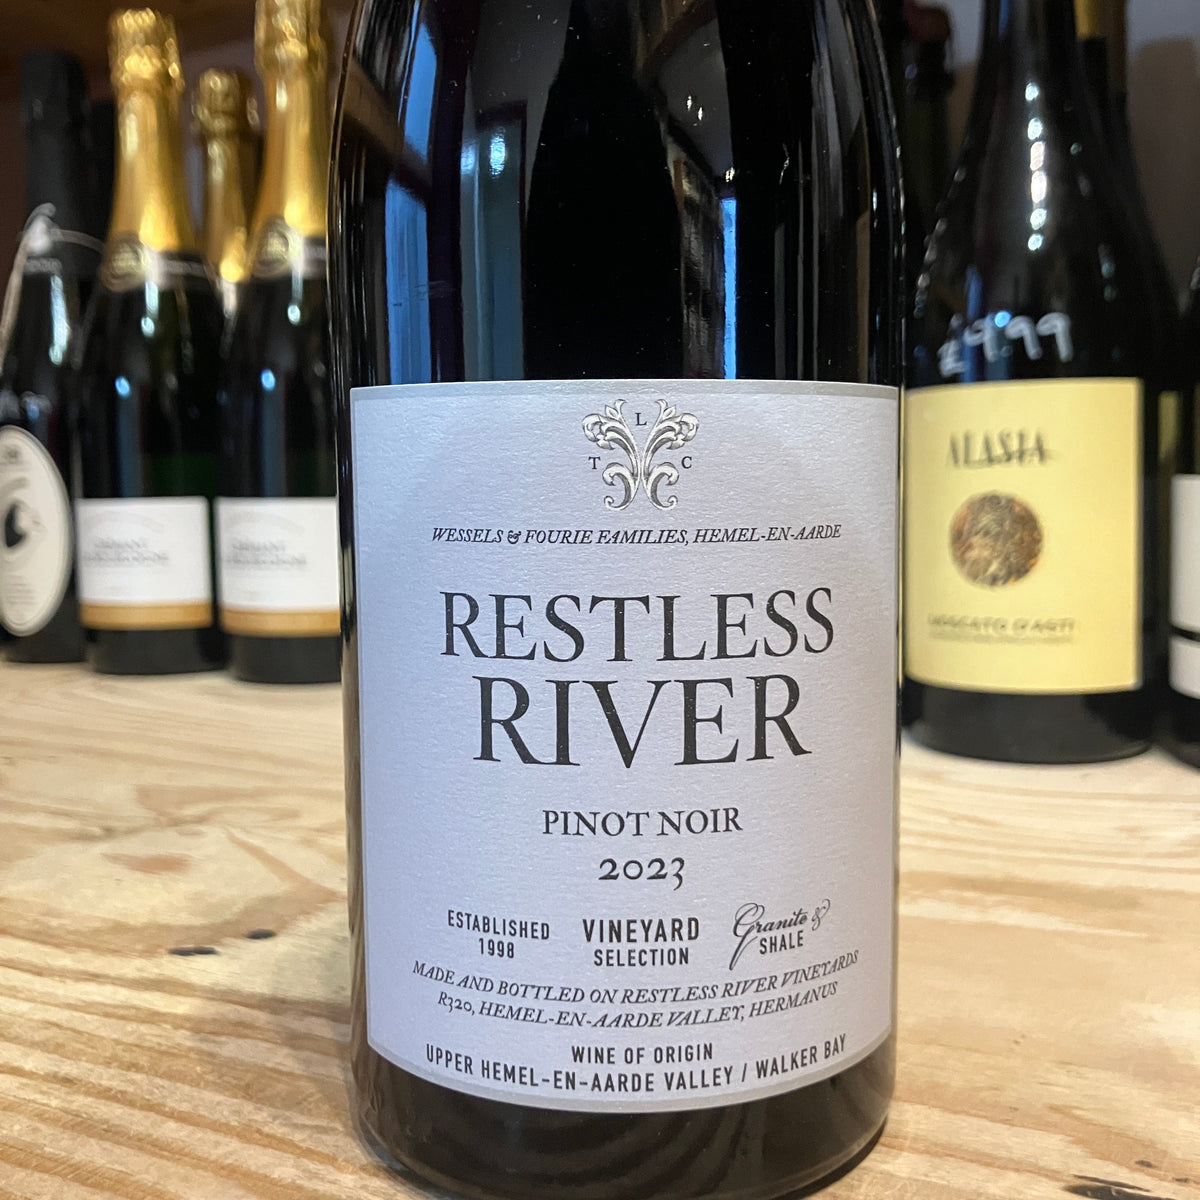 L
T C
WESSELS & FOURIE FAMILIES, HEMEL-EN-AARDE
RESTLESS
RIVER
PINOT NOIR
2023
ESTABLISHED
1998
VINEYARD
SELECTION
Granite &
SHALE
MADE AND BOTTLED ON RESTLESS RIVER VINEYARDS
R320, HEMEL-EN-AARDE VALLEY, HERMANUS
WINE OF ORIGIN
UPPER HEMEL-EN-AARDE VALLEY / WALKER BAY
£9.99
ALASIA
MOSCATO D'ASTI